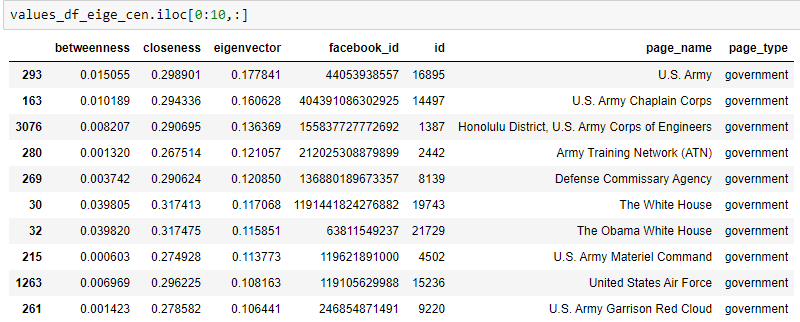 values_df_eige_cen.iloc[0:10,:]
betweenness closeness eigenvector facebook_id id page_name page_type
293 0.015055 0.298901 0.177841 44053938557 16895 U.S. Army government
163 0.010189 0.294336 0.160628 404391086302925 14497 U.S. Army Chaplain Corps government
3076 0.008207 0.290695 0.136369 155837727772692 1387 Honolulu District, U.S. Army Corps of Engineers government
280 0.001320 0.267514 0.121057 212025308879899 2442 Army Training Network (ATN) government
269 0.003742 0.290624 0.120850 136880189673357 8139 Defense Commissary Agency government
30 0.039805 0.317413 0.117068 1191441824276882 19743 The White House government
32 0.039820 0.317475 0.115851 63811549237 21729 The Obama White House government
215 0.000603 0.274928 0.113773 119621891000 4502 U.S. Army Materiel Command government
1263 0.006969 0.296225 0.108163 119105629988 15236 United States Air Force government
261 0.001423 0.278582 0.106441 246854871491 9220 U.S. Army Garrison Red Cloud government